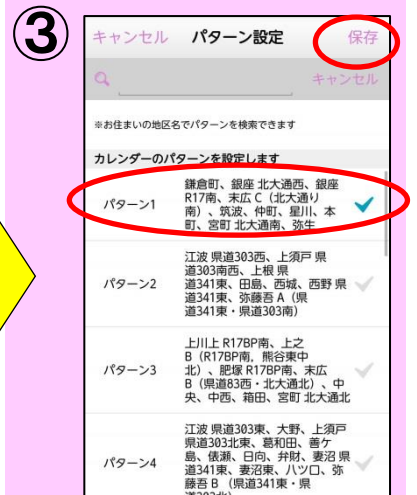 ③
キャンセル パターン設定 保存
キャンセル
※お住まいの地区名でパターンを検索できます
カレンダーのパターンを設定します
パターン1
鎌倉町、銀座 北大通西、銀座
R17南、末広 C（北大通り
南）、筑波、仲町、星川、本
町、宮町 北大通南、弥生
パターン2
江波 県道303西、上須戸 県
道303南西、上根 県
道341東、田島、西城、西野 県
道341東、弥藤吾 A（県
道341東・県道303南）
パターン3
上川上 R17BP南、上之
B（R17BP南，熊谷東中
北）、肥塚 R17BP南、末広
B（県道83西・北大通北）、中
央、中西、箱田、宮町 北大通北
パターン4
江波 県道303東、大野、上須戸
県道303北東、葛和田、善ケ
島、俵瀬、日向、弁財、妻沼 県
道341東、妻沼東、八ツ口、弥
藤吾 B（県道341東・県